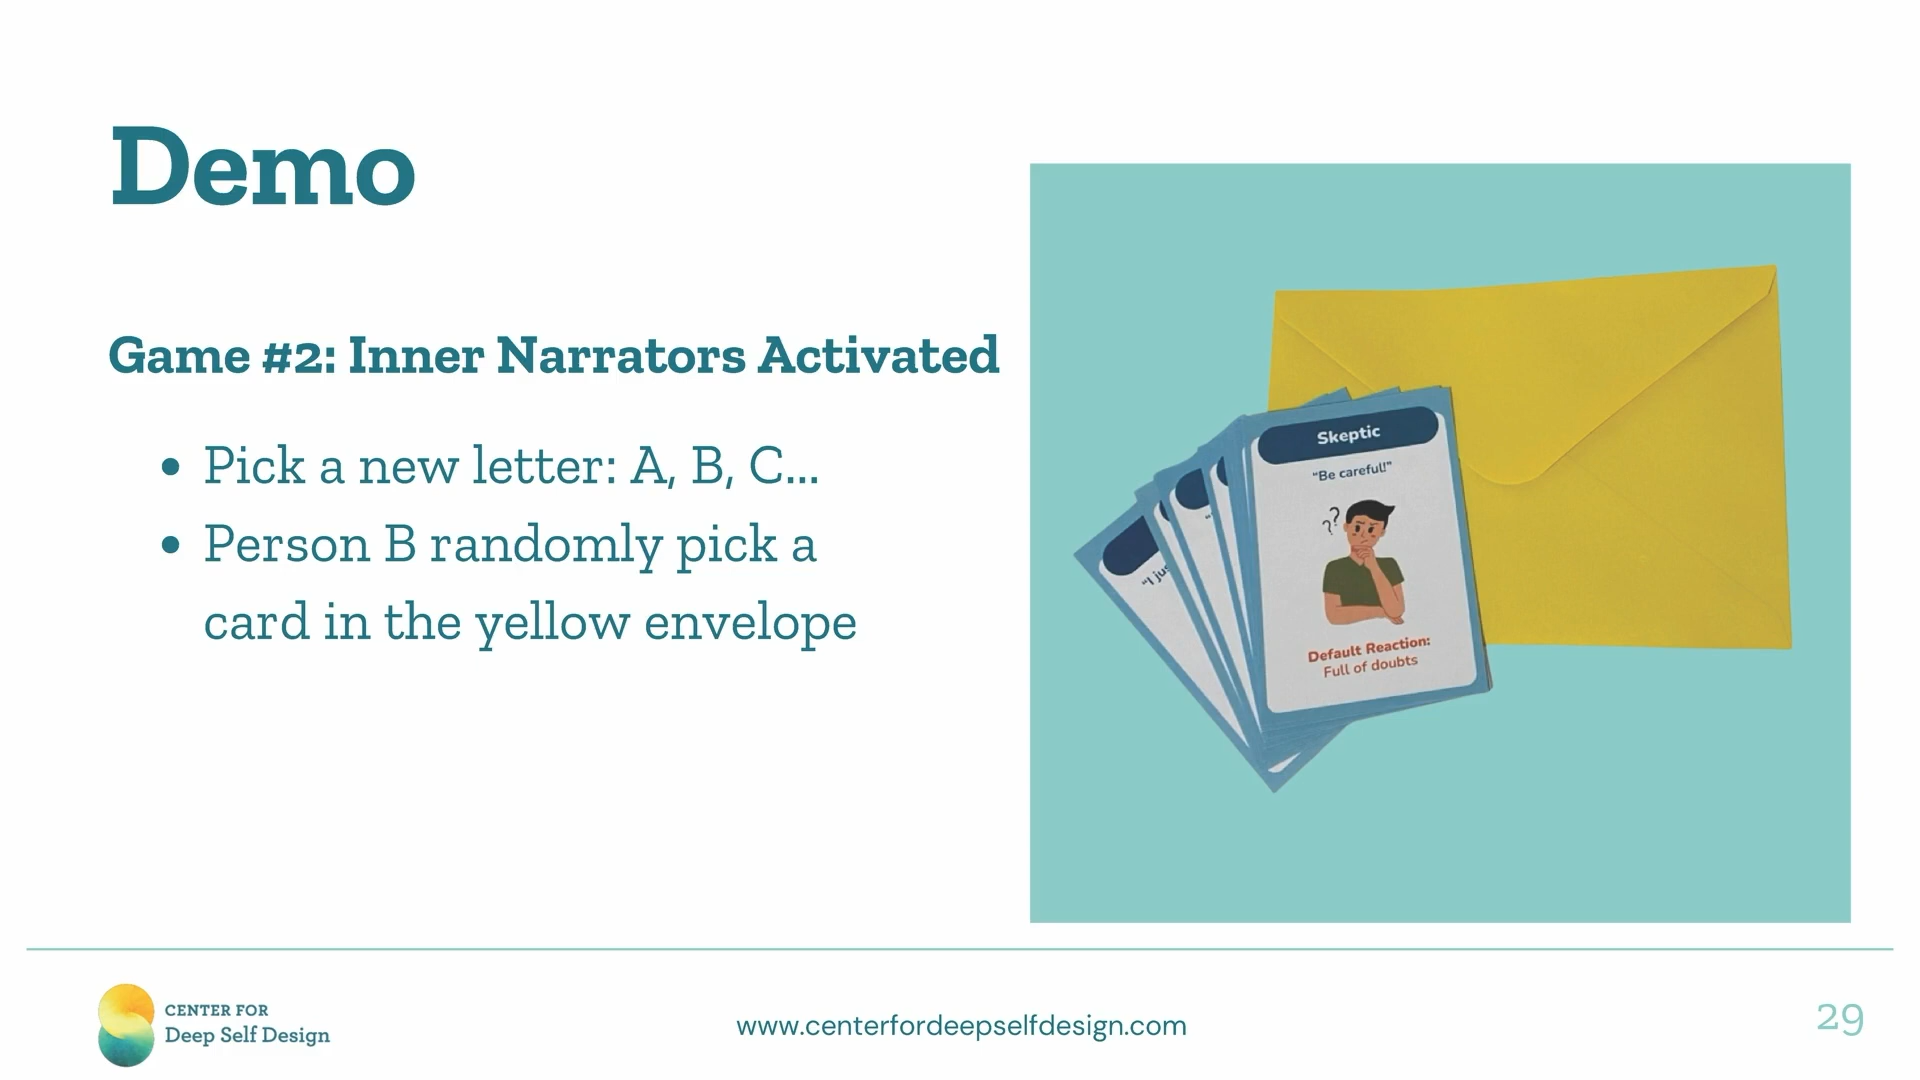 Demo
Game #2: Inner Narrators Activated
• Pick a new letter: A, B, C...
• Person B randomly pick a
card in the yellow envelope
Skeptic
"Be careful!"
??
Default Reaction:
Full of doubts
"I
CENTER FOR
Deep Self Design
www.centerfordeepselfdesign.com
29